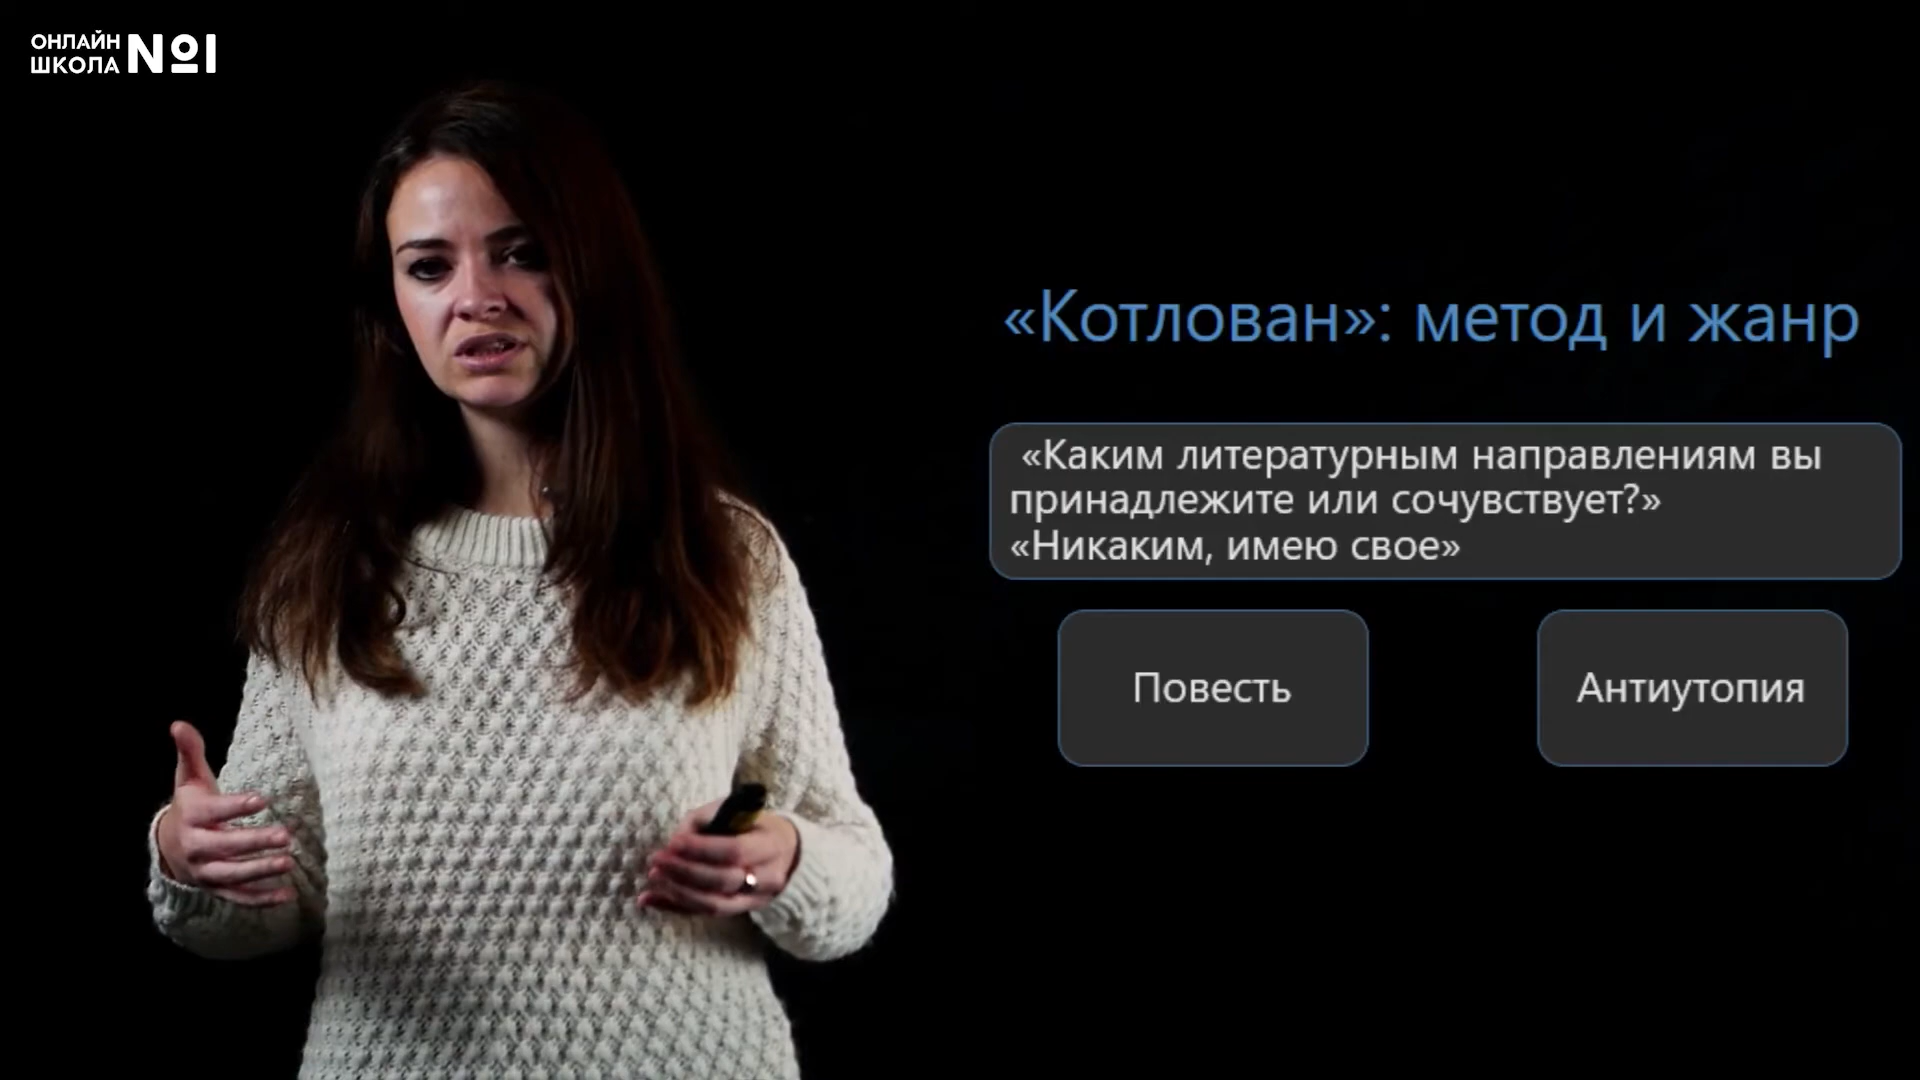 ОНЛАЙН
ШКОЛА №1
«Котлован»: метод и жанр
«Каким литературным направлениям вы
принадлежите или сочувствует?»
«Никаким, имею свое»
Повесть
Антиутопия